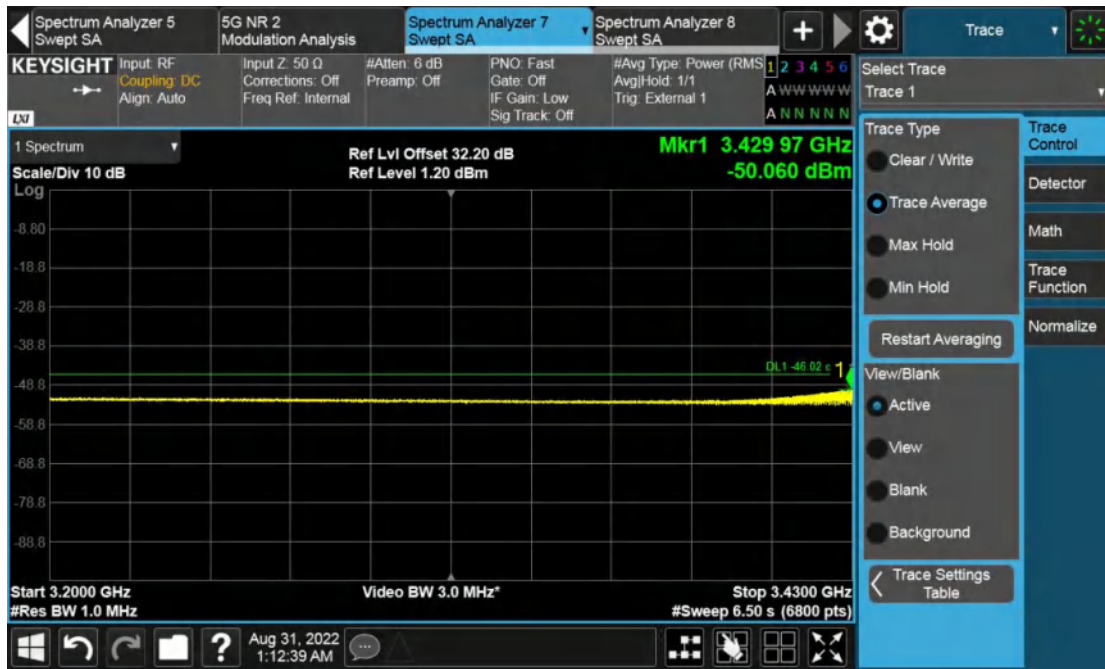 Spectrum Analyzer 5
Swept SA
5G NR 2
Modulation Analysis
Spectrum Analyzer 7
Swept SA
Spectrum Analyzer 8
Swept SA
+
Trace
KEYSIGHT
LXI
Input: RF
Coupling: DC
Align: Auto
Input Z: 50 Ω
Corrections: Off
Freq Ref: Internal
#Atten: 6 dB
Preamp: Off
PNO: Fast
Gate: Off
IF Gain: Low
Sig Track: Off
#Avg Type: Power (RMS
Avg|Hold: 1/1
Trig: External 1
1 2 3 4 5 6
A W W W W W
A N N N N N
Select Trace
Trace 1
1 Spectrum
Scale/Div 10 dB
Log
Ref Lvl Offset 32.20 dB
Ref Level 1.20 dBm
Mkr1 3.429 97 GHz
-50.060 dBm
-8.80
-18.8
-28.8
-38.8
-48.8
-58.8
-68.8
-78.8
-88.8
DL1 -46.02 c
1
Start 3.2000 GHz
#Res BW 1.0 MHz
Video BW 3.0 MHz*
Stop 3.4300 GHz
#Sweep 6.50 s (6800 pts)
Trace Type
Clear / Write
Trace Average
Max Hold
Min Hold
Restart Averaging
View/Blank
Active
View
Blank
Background
Trace Settings
Table
Trace
Control
Detector
Math
Trace
Function
Normalize
?
Aug 31, 2022
1:12:39 AM